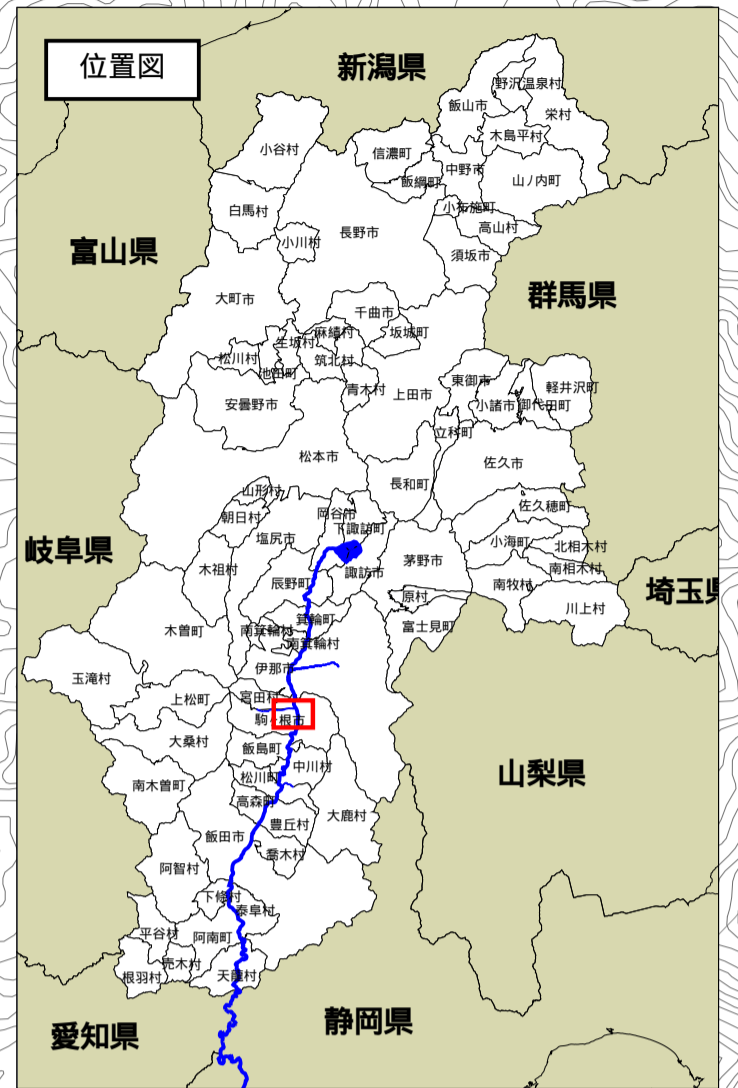 位置図
新潟県
野沢温泉村
飯山市
栄村
木島平村
小谷村
信濃町
中野市
飯綱町
山ノ内町
白馬村
小布施町
高山村
長野市
小川村
須坂市
富山県
群馬県
大町市
千曲市
麻績村
坂城町
生坂村
松川村
筑北村
池田町
青木村
東御市
軽井沢町
安曇野市
上田市
小諸市
御代田町
立科町
松本市
佐久市
長和町
山形村
佐久穂町
朝日村
岡谷市
下諏訪町
塩尻市
小海町
北相木村
岐阜県
茅野市
木祖村
諏訪市
南相木村
辰野町
南牧村
埼玉県
原村
川上村
箕輪町
木曽町
南箕輪村
富士見町
南箕輪村
伊那市
玉滝村
上松町
宮田村
駒ヶ根市
大桑村
飯島町
中川村
山梨県
松川町
南木曽町
高森町
大鹿村
豊丘村
飯田市
喬木村
阿智村
下條村
泰阜村
平谷村
阿南町
売木村
根羽村
天龍村
静岡県
愛知県